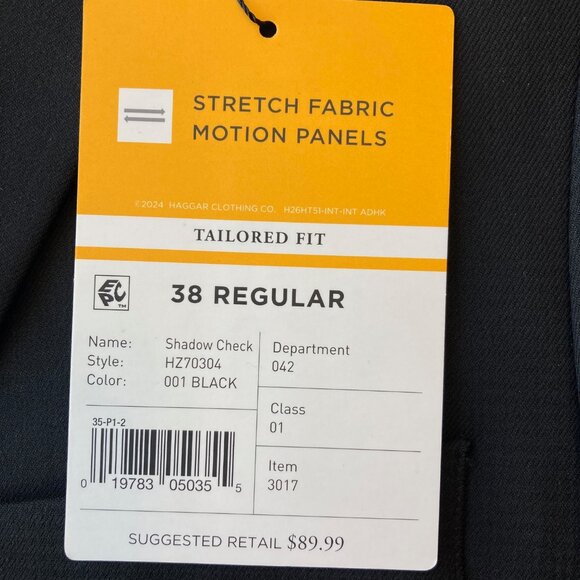 STRETCH FABRIC
MOTION PANELS
©2024 HAGGAR CLOTHING CO. H26HT51-INT-INT ADHK
TAILORED FIT
EPC™
38 REGULAR
Name: Shadow Check
Style: HZ70304
Color: 001 BLACK
Department
042
Class
01
Item
3017
35-P1-2
0 19783 05035 5
SUGGESTED RETAIL $89.99